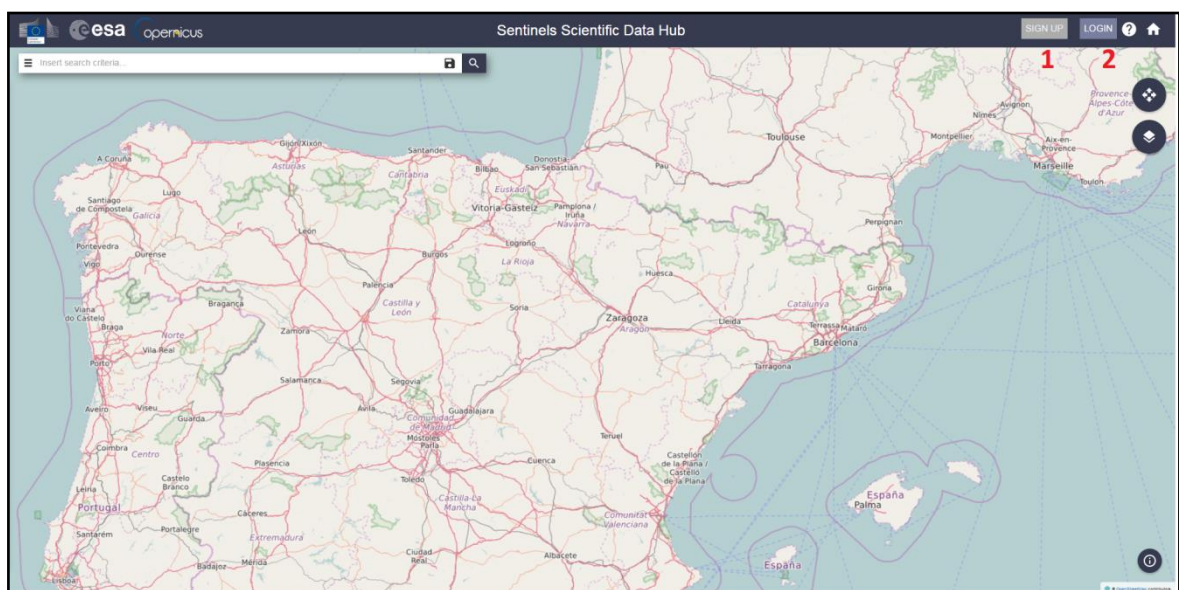 esa opernicus Sentinels Scientific Data Hub SIGN UP LOGIN
Insert search criteria...
1 2
Provence-
Alpes-Côte
d'Azur
Avignon
Nîmes
Toulouse
Montpellier
Aix-en-
Provence
Marseille
Toulon
Gijón/Xixón
Santander
A Coruña
Asturias
Cantabria
Bilbao
Donostia-
San Sebastián
Pau
Lugo
Euskadi
Santiago
de Compostela
Galicia
Vitoria-Gasteiz
Pamplona /
Iruña
Navarra
León
Perpignan
Pontevedra
Ourense
Vigo
Burgos
Logroño
La Rioja
Huesca
Palencia
Girona
Viana
do Castelo
Bragança
Castilla y
León
Soria
Zaragoza
Aragón
Catalunya
Lleida
Terrassa
Mataró
Barcelona
Braga
Norte
Zamora
Vila Real
Porto
Tarragona
Salamanca
Segovia
Aveiro
Viseu
Guarda
Ávila
Comunidad
de Madrid
Guadalajara
Móstoles
Parla
Teruel
Coimbra
Centro
Plasencia
Cuenca
Castellón
de la Plana /
Castelló
de la Plana
Toledo
Castelo
Branco
Leiria
Portugal
Castilla-La
Mancha
España
Palma
Cáceres
Comunitat
Valenciana
Santarém
Portalegre
Extremadura
Ciudad
Real
Albacete
Badajoz
Mérida
España
Lisboa